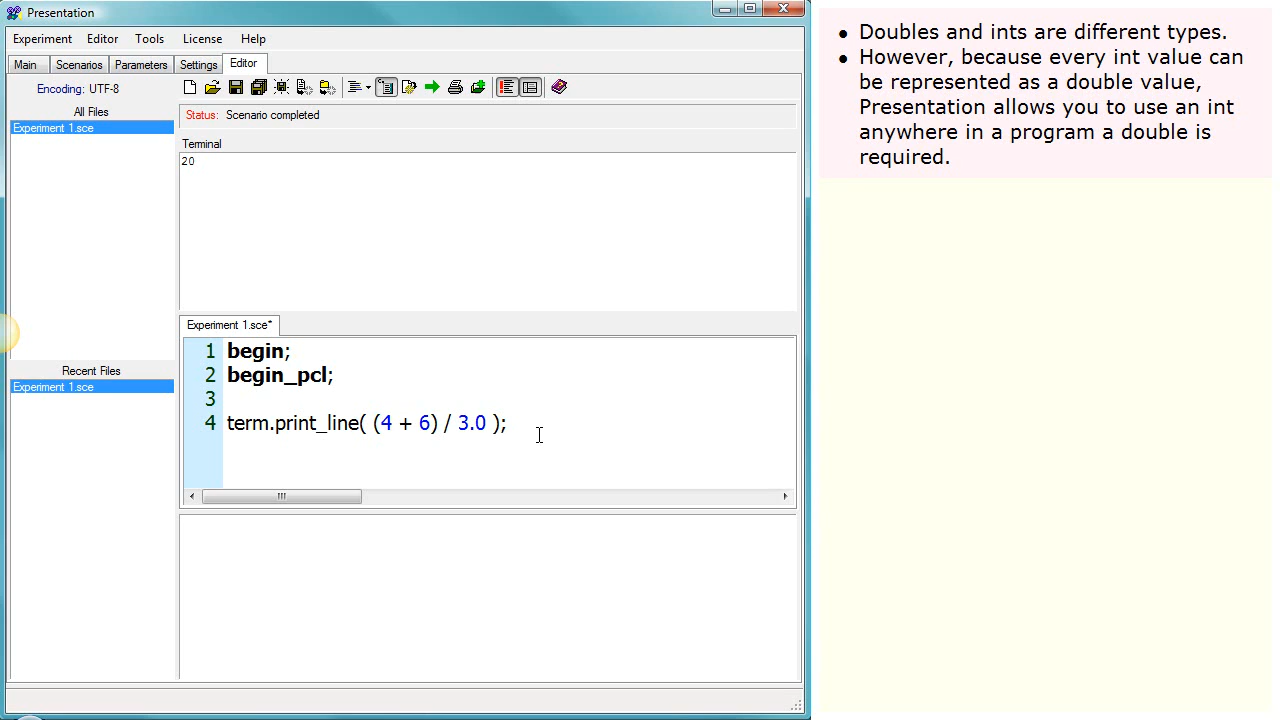 Presentation
Experiment Editor Tools License Help
Main Scenarios Parameters Settings Editor
Encoding: UTF-8
All Files
Experiment 1.sce
Status: Scenario completed
Terminal
20
Experiment 1.sce*
Recent Files
Experiment 1.sce
1 begin;
2 begin_pcl;
3
4 term.print_line( (4 + 6) / 3.0 );
• Doubles and ints are different types.
• However, because every int value can
be represented as a double value,
Presentation allows you to use an int
anywhere in a program a double is
required.